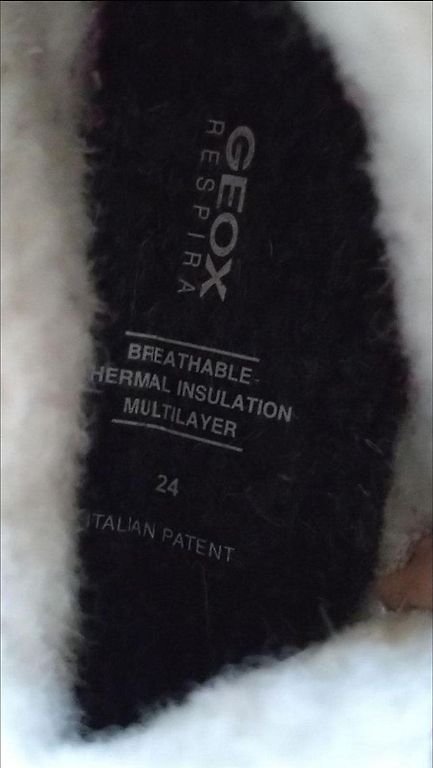 GEOX
RESPIRA
BREATHABLE-
HERMAL INSULATION
MULTILAYER
24
ITALIAN PATENT